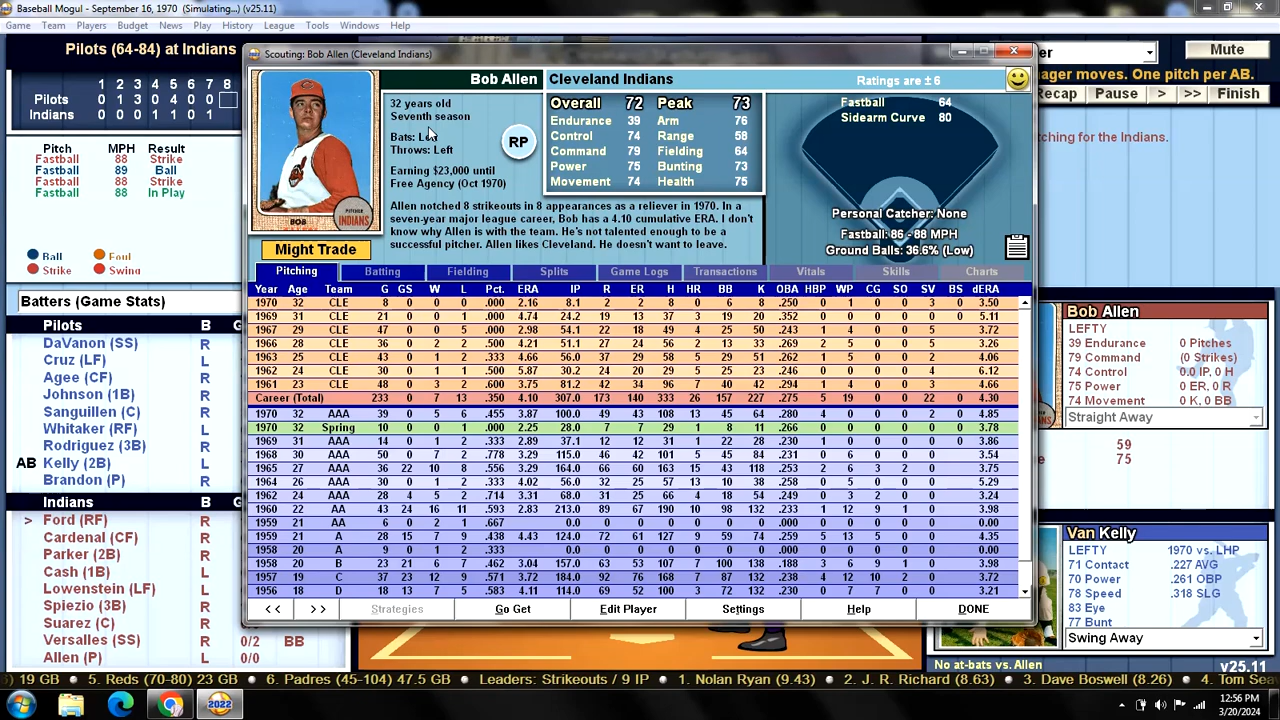 Baseball Mogul - September 16, 1970 (Simulating...) (v25.11)
Game Team Players Budget News Play History League Tools Windows Help
Pilots (64-84) at Indians
1 2 3 4 5 6 7 8
Pilots 0 1 3 0 4 0 0
Indians 0 0 0 1 1 0 1
Pitches MPH Result
Fastball 88 Strike
Fastball 89 Ball
Fastball 88 Strike
Fastball 88 In Play
Ball Foul
Strike Swing
Batters (Game Stats)
Pilots B
DaVanon (SS) R
Cruz (LF) L
Agee (CF) R
Johnson (1B) R
Sanguillen (C) R
Whitaker (RF) L
Rodriguez (3B) R
AB Kelly (2B) L
Brandon (P) R
Indians B
> Ford (RF) R
Cardenal (CF) R
Parker (2B) R
Cash (1B) L
Lowenstein (LF) L
Spiezio (3B) R
Suarez (C) R
Versalles (SS) R 0/2 BB
Allen (P) L 0/0
Scouting: Bob Allen (Cleveland Indians)
Bob Allen
PITCHER
INDIANS
BOB
Might Trade
32 years old
Seventh season
Bats:
Throws: Left
Earning $23,000 until
Free Agency (Oct 1970)
RP
Cleveland Indians Ratings are ± 6
Overall 72 Peak 73
Endurance 39 Arm 76
Control 74 Range 58
Command 79 Fielding 64
Power 75 Bunting 73
Movement 74 Health 75
Fastball 64
Sidearm Curve 80
Personal Catcher: None
Fastball: 86 - 88 MPH
Ground Balls: 36.6% (Low)
Allen notched 8 strikeouts in 8 appearances as a reliever in 1970. In a
seven-year major league career, Bob has a 4.10 cumulative ERA. I don't
know why Allen is with the team. He's not talented enough to be a
successful pitcher. Allen likes Cleveland. He doesn't want to leave.
Pitching Batting Fielding Splits Game Logs Transactions Vitals Skills Charts
Year Age Team G GS W L Pct. ERA IP R ER H HR BB K OBA HBP WP CG SO SV BS dERA
1970 32 CLE 8 0 0 0 .000 2.16 8.1 2 2 8 0 6 8 .250 0 1 0 0 3 0 3.50
1969 31 CLE 21 0 0 1 .000 4.74 24.2 19 13 37 3 19 20 .352 0 0 0 0 0 0 5.11
1967 29 CLE 47 0 0 5 .000 2.98 54.1 22 18 49 4 25 50 .243 1 4 0 0 5 0 3.72
1966 28 CLE 36 0 2 2 .500 4.21 51.1 27 24 56 2 13 33 .269 2 5 0 0 5 0 3.26
1963 25 CLE 43 0 1 2 .333 4.66 56.0 37 29 58 5 29 51 .262 1 5 0 0 2 0 4.06
1962 24 CLE 30 0 1 1 .500 5.87 30.2 24 20 29 5 25 23 .246 0 0 0 0 4 0 6.12
1961 23 CLE 48 0 3 2 .600 3.75 81.2 42 34 96 7 40 42 .294 1 4 0 0 3 0 4.66
Career (Total) 233 0 7 13 .350 4.10 307.0 173 140 333 26 157 227 .275 5 19 0 0 22 0 4.30
1970 32 AAA 39 0 5 6 .455 3.87 100.0 49 43 108 13 45 64 .280 4 0 0 0 2 0 4.85
1970 32 Spring 10 0 0 1 .000 2.25 28.0 7 7 29 1 8 11 .266 0 0 0 0 0 0 3.78
1969 31 AAA 14 0 1 2 .333 2.89 37.1 12 12 31 1 22 28 .230 1 0 0 0 0 0 3.86
1968 30 AAA 50 0 7 2 .778 3.29 115.0 46 42 101 5 45 84 .231 0 6 0 0 0 0 3.54
1965 27 AAA 36 22 10 8 .556 3.29 164.0 66 60 163 15 43 118 .253 2 6 3 2 0 0 3.75
1964 26 AAA 30 0 1 2 .333 4.02 56.0 32 25 57 13 10 38 .258 0 4 0 0 0 0 5.29
1962 24 AAA 28 4 5 2 .714 3.31 68.0 31 25 66 4 18 54 .249 0 3 2 0 0 0 3.24
1960 22 AA 43 24 16 11 .593 2.83 213.0 89 67 190 10 98 132 .233 1 12 9 1 0 0 3.98
1959 21 AA 6 0 2 1 .667 0.0 0 0 0 0 0 0 .000 0 0 0 0 0 0 0.00
1959 21 A 28 15 7 9 .438 4.43 124.0 72 61 127 9 59 74 .259 5 13 5 0 0 0 4.35
1958 20 A 9 0 1 2 .333 0.0 0 0 0 0 0 0 .000 0 0 0 0 0 0 0.00
1958 20 B 23 21 6 7 .462 3.04 157.0 63 53 107 7 100 138 .188 3 6 9 0 0 0 3.98
1957 19 C 37 23 12 9 .571 3.72 184.0 92 76 168 7 87 132 .238 4 12 10 2 0 0 3.72
1956 18 D 18 13 7 5 .583 4.11 114.0 69 52 100 3 72 132 .230 5 7 7 0 0 0 3.21
<< >> Strategies Go Get Edit Player Settings Help DONE
Mute
ager moves. One pitch per AB.
Recap Pause > >> Finish
tching for the Indians.
Bob Allen
LEFTY
39 Endurance 0 Pitches
79 Command (0 Strikes)
74 Control 0.0 IP, 0 H
75 Power 0 ER, 0 R
74 Movement 0 K, 0 BB
Straight Away
59
75
Van Kelly
LEFTY 1970 vs. LHP
71 Contact .227 AVG
70 Power .261 OBP
78 Speed .318 SLG
83 Eye
77 Bunt
Swing Away
No at-bats vs. Allen v25.11
) 19 GB • 5. Reds (70-80) 23 GB • 6. Padres (45-104) 47.5 GB • Leaders: Strikeouts / 9 IP • 1. Nolan Ryan (9.43) • 2. J. R. Richard (8.63) • 3. Dave Boswell (8.26) • 4. Tom Sea
2022
12:56 PM
3/20/2024